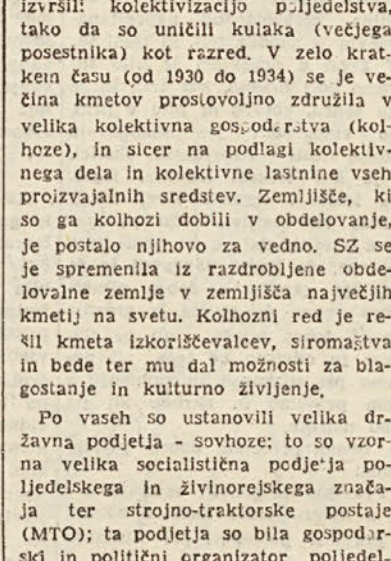 izvršili kolektivizacijo poljedelstva,
tako da so uničili kulaka (večjega
posestnika) kot razred. V zelo krat-
kem času (od 1930 do 1934) se je ve-
čina kmetov prostovoljno združila v
velika kolektivna gospodarstva (kol-
hoze), in sicer na podlagi kolektiv-
nega dela in kolektivne lastnine vseh
proizvajalnih sredstev. Zemljišče, ki
so ga kolhozi dobili v obdelovanje,
je postalo njihovo za vedno. SZ se
je spremenila iz razdrobljene obde-
lovalne zemlje v zemljišča največjih
kmetij na svetu. Kolhozni red je re-
šil kmeta izkoriščevalcev, siromaštva
in bede ter mu dal možnosti za bla-
gostanje in kulturno življenje.
Po vaseh so ustanovili velika dr-
žavna podjetja - sovhoze; to so vzor-
na velika socialistična podjetja po-
ljedelskega in živinorejskega znača-
ja ter strojno-traktorske postaje
(MTO); ta podjetja so bila gospodar-
ski in politični organizator poljedel-